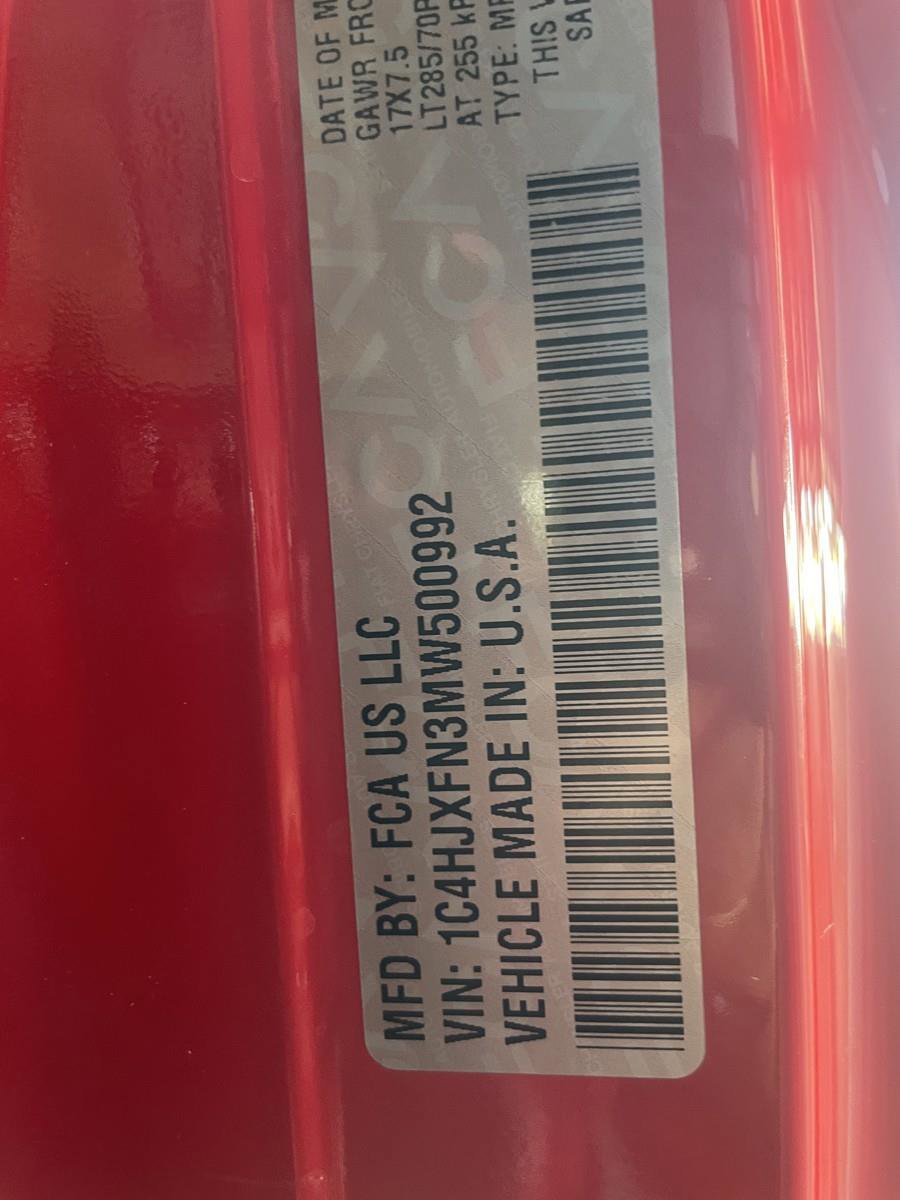 MFD BY: FCA US LLC
VIN: 1C4HJXFN3MW500992
VEHICLE MADE IN: U.S.A.
DATE OF M
GAWR FRO
17X7.5
LT285/70R
AT 255 kP
TYPE: MP
THIS V
SAF